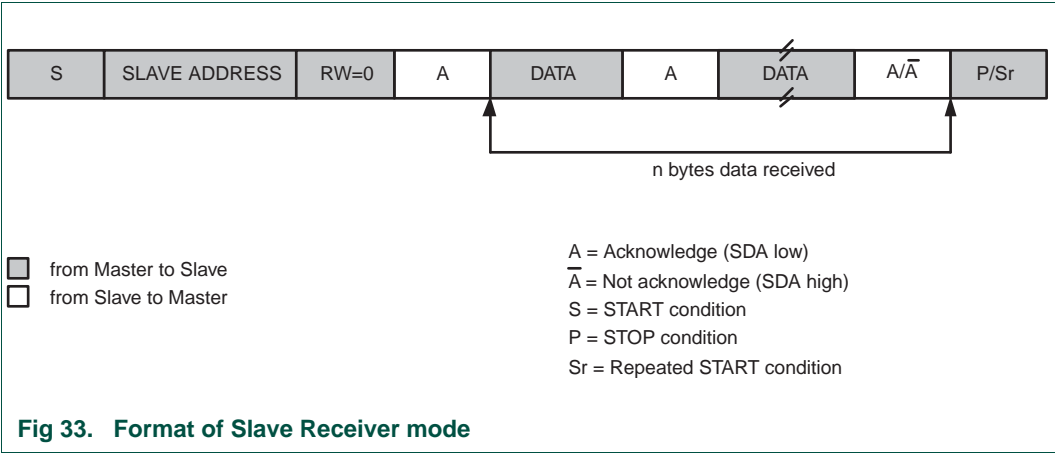 S SLAVE ADDRESS RW=0 A DATA A DATA A/A̅ P/Sr
n bytes data received
from Master to Slave
from Slave to Master
A = Acknowledge (SDA low)
A̅ = Not acknowledge (SDA high)
S = START condition
P = STOP condition
Sr = Repeated START condition
Fig 33. Format of Slave Receiver mode